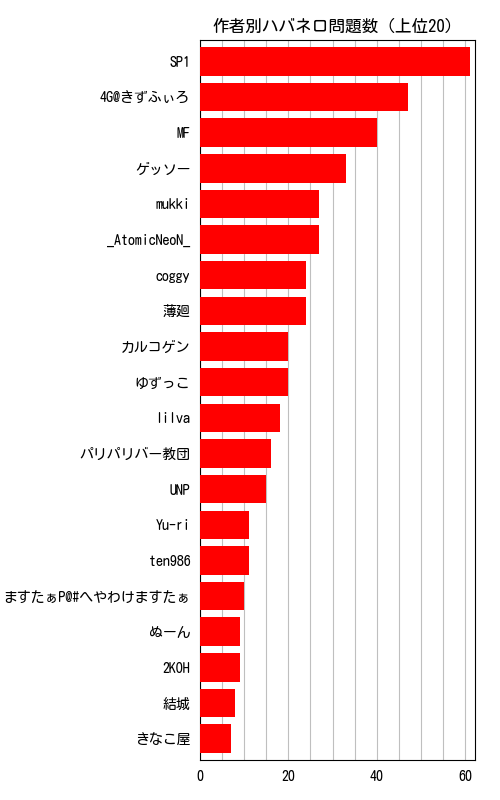 作者別ハバネロ問題数 (上位20)
SP1
4G@きずふぃろ
MF
ゲッソー
mukki
_AtomicNeoN_
coggy
薄廻
カルコゲン
ゆずっこ
lilva
パリパリバー教団
UNP
Yu-ri
ten986
ますたぁP@#へやわけますたぁ
ぬーん
2KOH
結城
きなこ屋
0 20 40 60